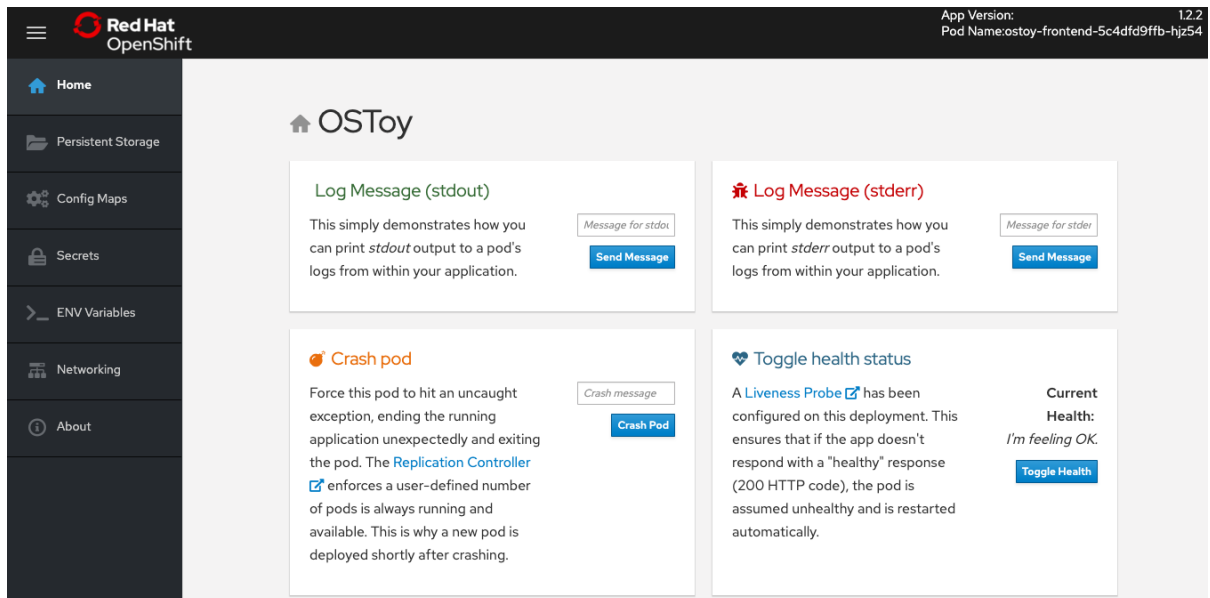 Red Hat
OpenShift
App Version: 1.2.2
Pod Name:ostoy-frontend-5c4dfd9ffb-hjz54
Home
Persistent Storage
Config Maps
Secrets
ENV Variables
Networking
About
OSToy
Log Message (stdout)
This simply demonstrates how you
can print stdout output to a pod's
logs from within your application.
Message for stdou
Send Message
Log Message (stderr)
This simply demonstrates how you
can print stderr output to a pod's
logs from within your application.
Message for stder
Send Message
Crash pod
Force this pod to hit an uncaught
exception, ending the running
application unexpectedly and exiting
the pod. The Replication Controller
enforces a user-defined number
of pods is always running and
available. This is why a new pod is
deployed shortly after crashing.
Crash message
Crash Pod
Toggle health status
A Liveness Probe has been
configured on this deployment. This
ensures that if the app doesn't
respond with a "healthy" response
(200 HTTP code), the pod is
assumed unhealthy and is restarted
automatically.
Current
Health:
I'm feeling OK.
Toggle Health